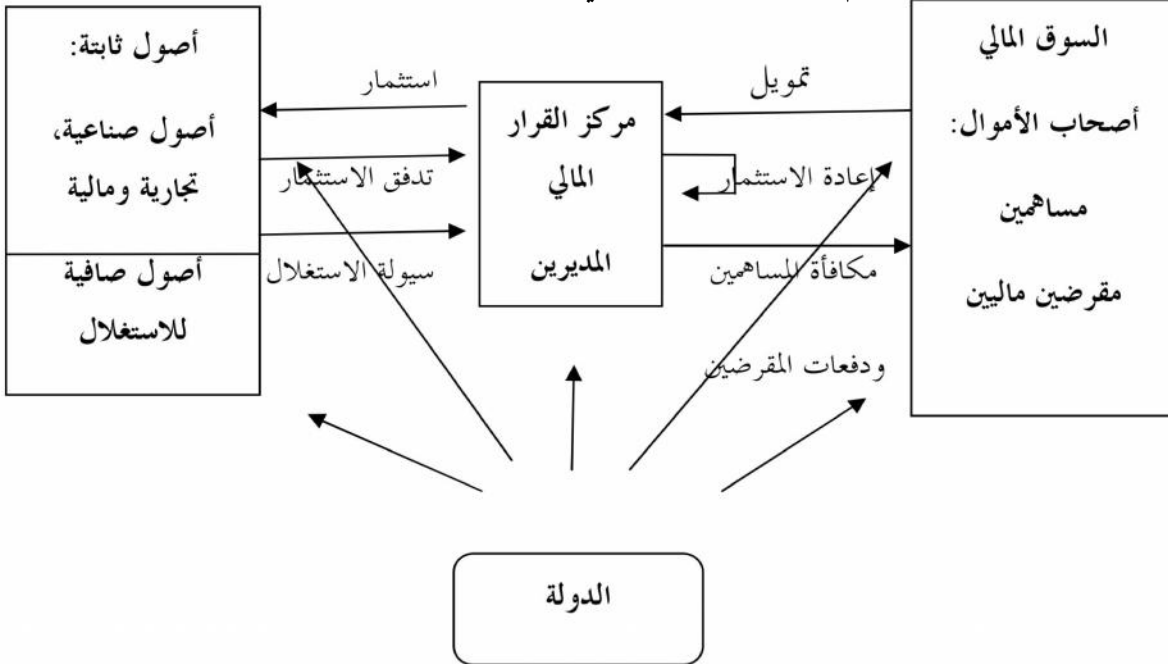 السوق المالي
أصحاب الأموال:
مساهمين
مقرضين ماليين
تمويل
إعادة الاستثمار
مكافأة المساهمين
ودفعات المقرضين
مركز القرار
المالي
المديرين
استثمار
تدفق الاستثمار
سيولة الاستغلال
أصول ثابتة:
أصول صناعية،
تجارية ومالية
أصول صافية
للاستغلال
الدولة